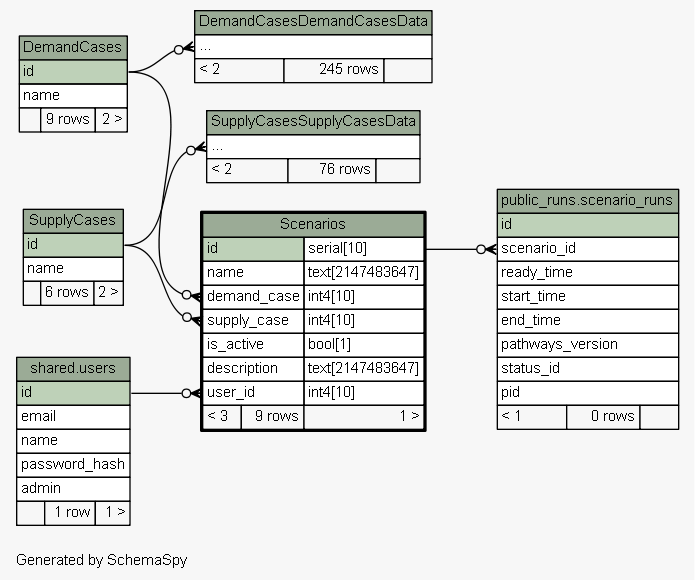 DemandCases
id
name
9 rows 2 >
DemandCasesDemandCasesData
...
< 2 245 rows
SupplyCasesSupplyCasesData
...
< 2 76 rows
SupplyCases
id
name
6 rows 2 >
Scenarios
id serial[10]
name text[2147483647]
demand_case int4[10]
supply_case int4[10]
is_active bool[1]
description text[2147483647]
user_id int4[10]
< 3 9 rows 1 >
public_runs.scenario_runs
id
scenario_id
ready_time
start_time
end_time
pathways_version
status_id
pid
< 1 0 rows
shared.users
id
email
name
password_hash
admin
1 row 1 >
Generated by SchemaSpy